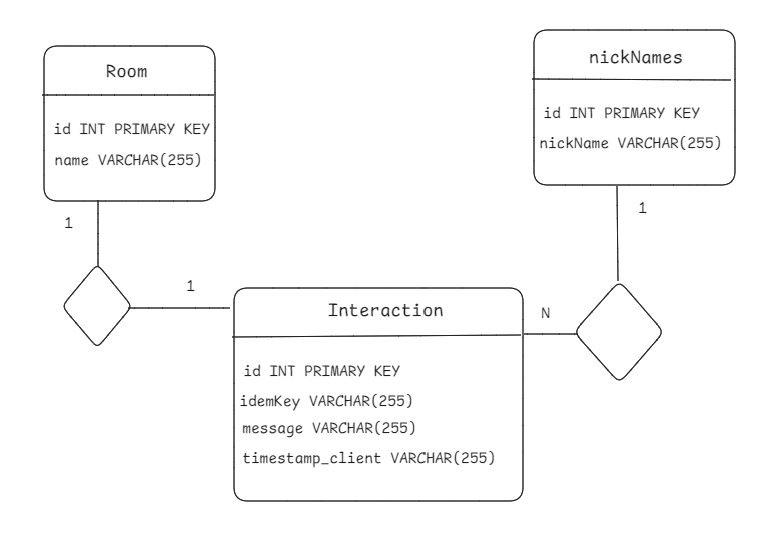 Room
id INT PRIMARY KEY
name VARCHAR(255)
1
nickNames
id INT PRIMARY KEY
nickName VARCHAR(255)
1
1
Interaction
N
id INT PRIMARY KEY
idemKey VARCHAR(255)
message VARCHAR(255)
timestamp_client VARCHAR(255)